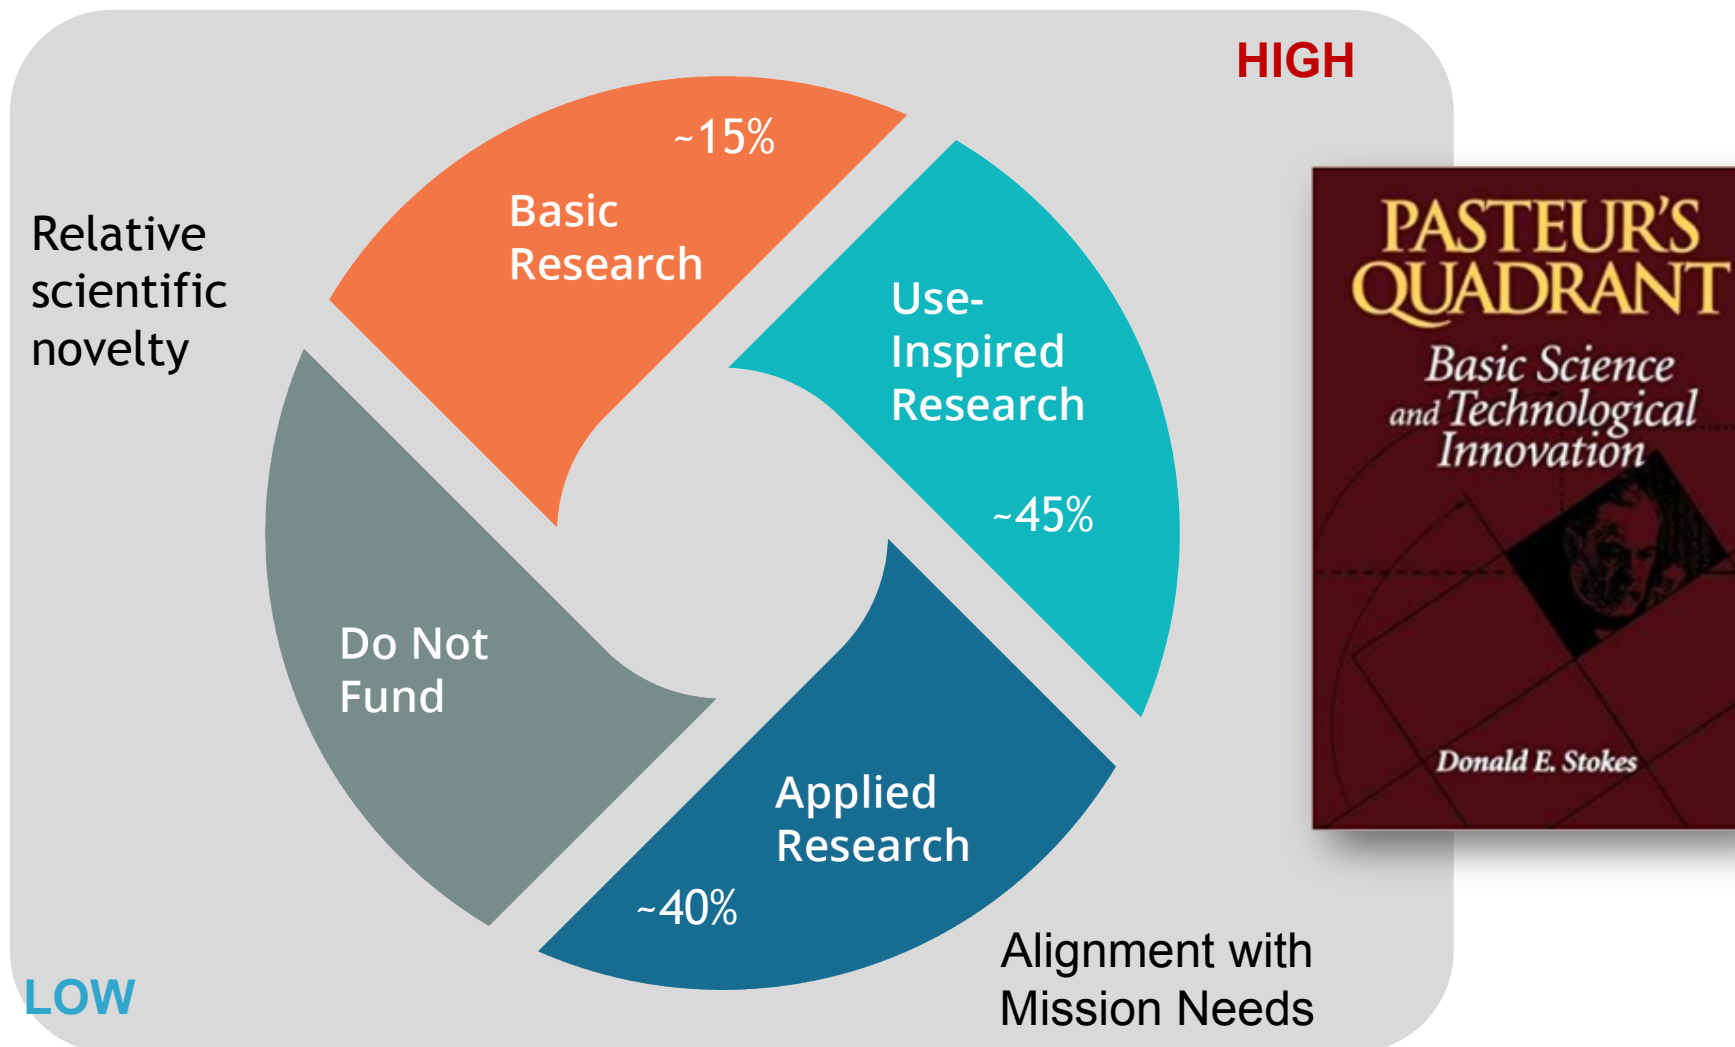 HIGH
~15%
Basic
Research
Relative
scientific
novelty
Use-
Inspired
Research
~45%
Do Not
Fund
Applied
Research
~40%
Alignment with
Mission Needs
LOW
PASTEUR'S
QUADRANT
Basic Science
and Technological
Innovation
Donald E. Stokes